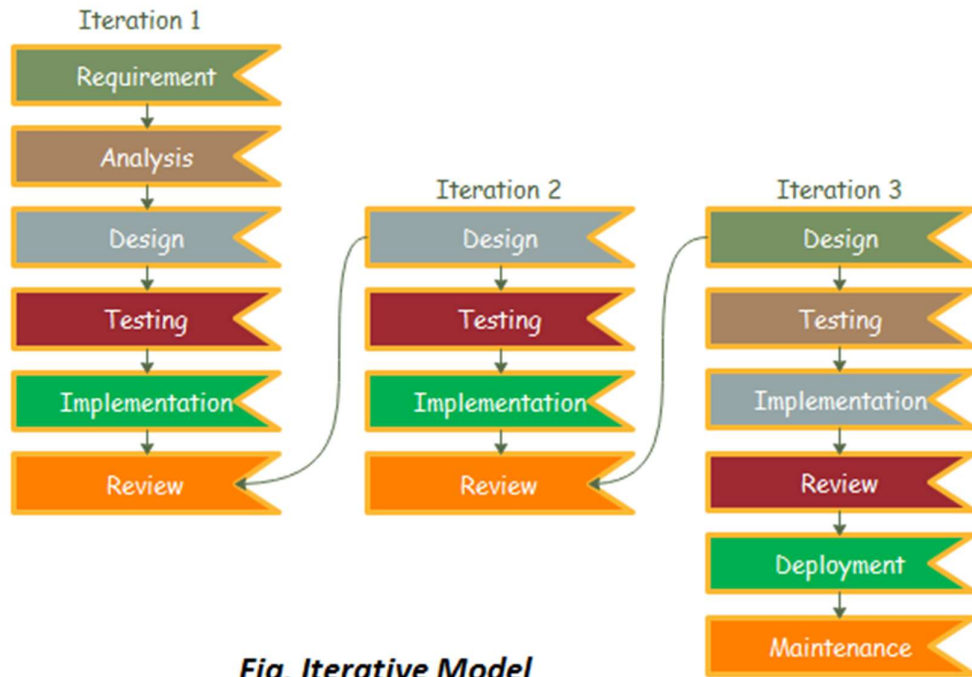 Iteration 1
Requirement
Analysis
Design
Testing
Implementation
Review
Iteration 2
Design
Testing
Implementation
Review
Iteration 3
Design
Testing
Implementation
Review
Deployment
Maintenance
Fig. Iterative Model